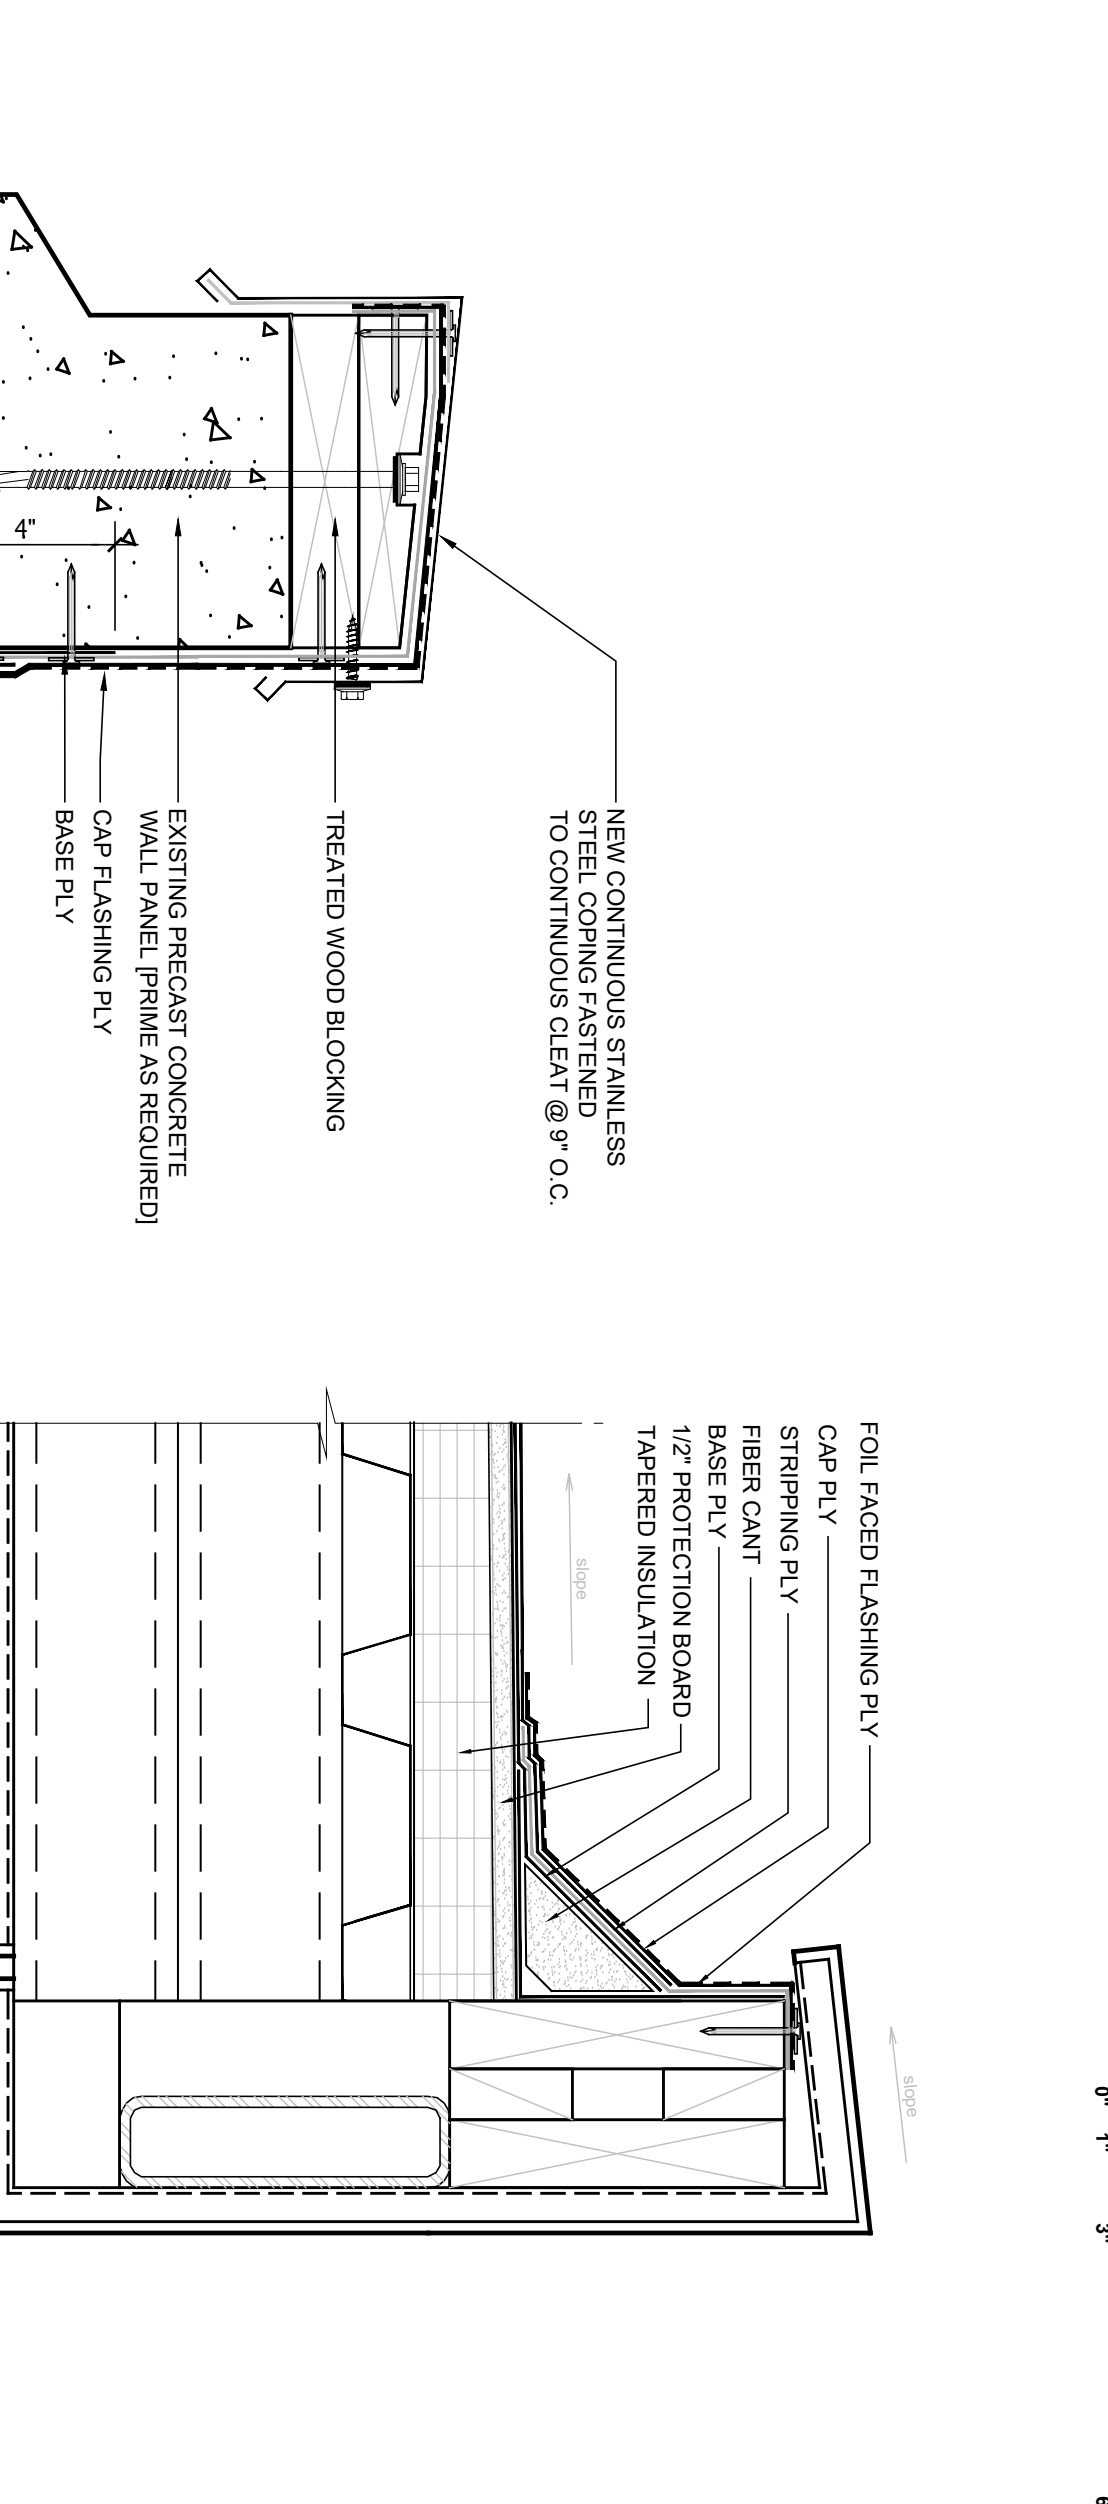 NEW CONTINUOUS STAINLESS
STEEL COPING FASTENED
TO CONTINUOUS CLEAT @ 9" O.C.
TREATED WOOD BLOCKING
EXISTING PRECAST CONCRETE
WALL PANEL [PRIME AS REQUIRED]
CAP FLASHING PLY
BASE PLY
4"
FOIL FACED FLASHING PLY
CAP PLY
STRIPPING PLY
FIBER CANT
BASE PLY
1/2" PROTECTION BOARD
TAPERED INSULATION
slope
slope
0"
1"
3"